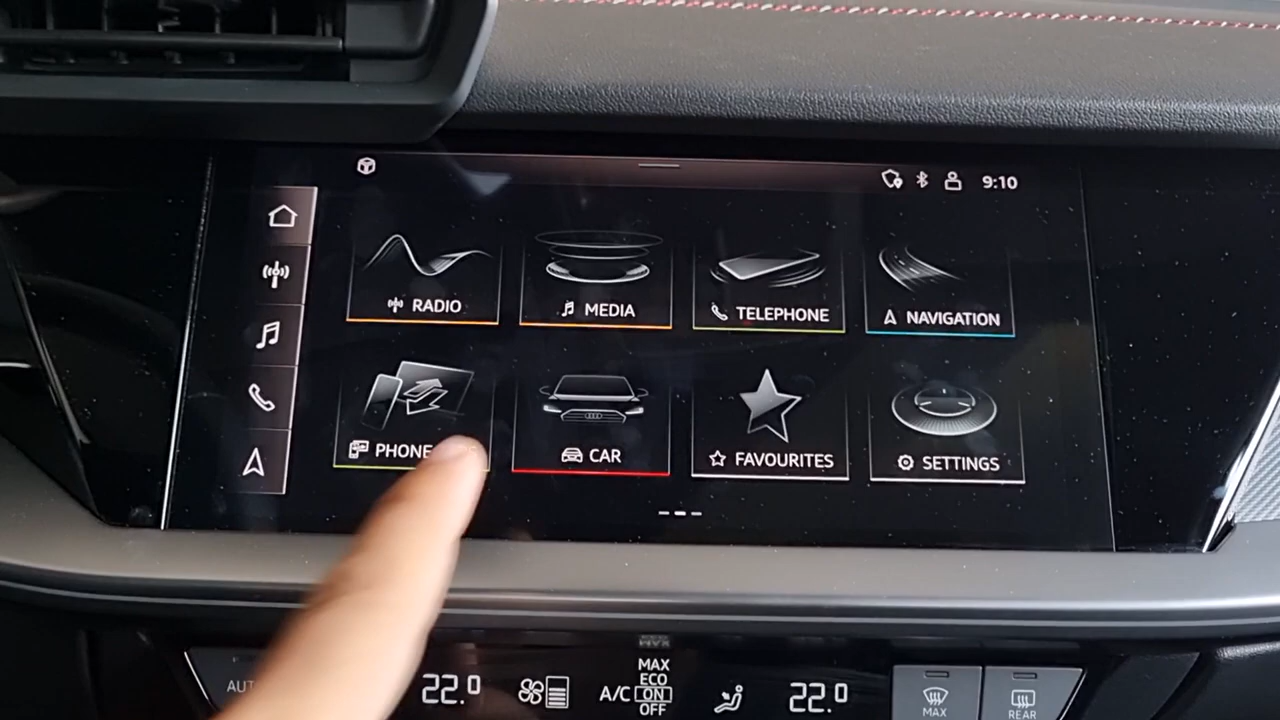 9:10
RADIO
MEDIA
TELEPHONE
NAVIGATION
PHONE
CAR
FAVOURITES
SETTINGS
MAX
ECO
A/C ON
OFF
22.0
22.0
MAX
REAR